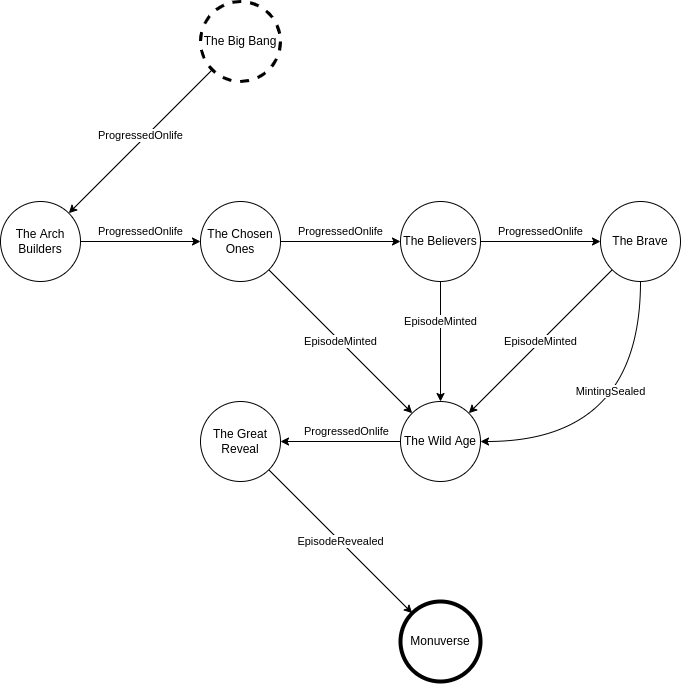 The Big Bang
ProgressedOnlife
The Arch
Builders
ProgressedOnlife
The Chosen
Ones
ProgressedOnlife
The Believers
ProgressedOnlife
The Brave
EpisodeMinted
EpisodeMinted
EpisodeMinted
MintingSealed
The Great
Reveal
ProgressedOnlife
The Wild Age
EpisodeRevealed
Monuverse